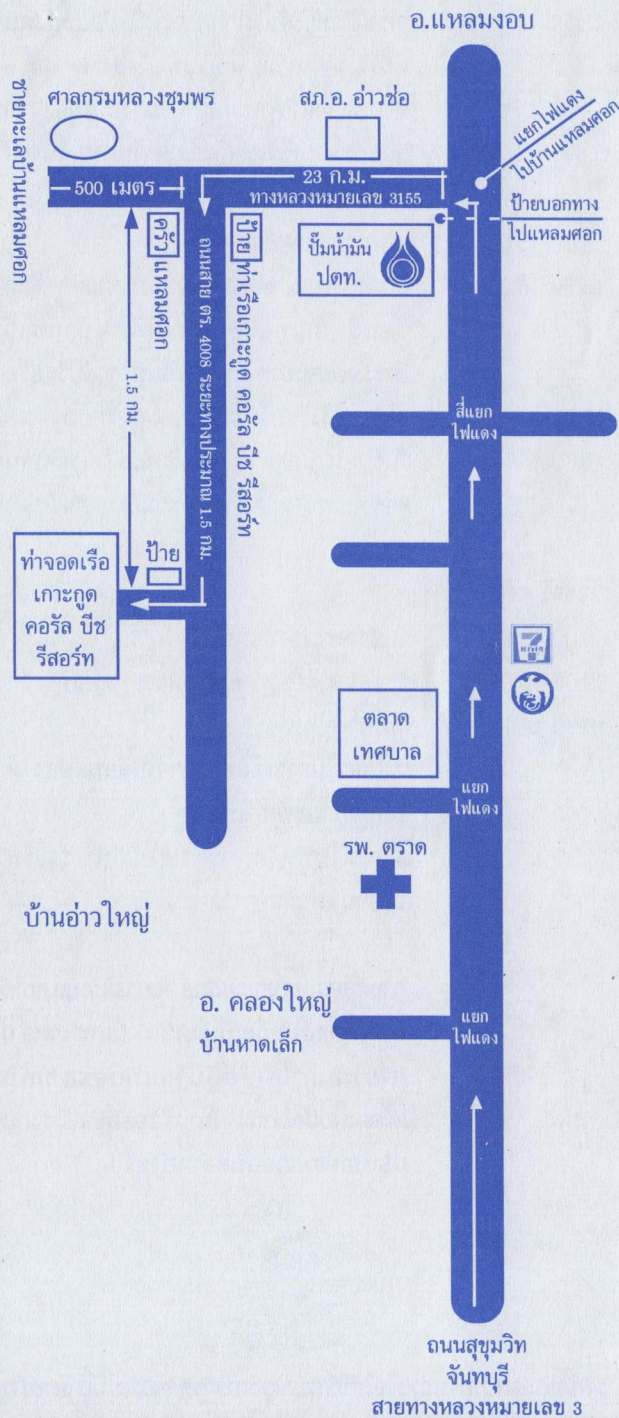 อ.แหลมงอบ
ศาลกรมหลวงชุมพร
สภ.อ. อ่าวช่อ
แยกไฟแดง
ไปบ้านแหลมศอก
ชายทะเลบ้านแหลมศอก
500 เมตร
23 ก.ม.
ทางหลวงหมายเลข 3155
ป้ายบอกทาง
ไปแหลมศอก
ปั๊มน้ำมัน
ปตท.
ครัว แหลมศอก
ป้าย ท่าเรือเกาะกูด คอรัล บีช รีสอร์ท
ถนนสาย ตร. 4008 ระยะทางประมาณ 1.5 กม.
1.5 กม.
สี่แยก
ไฟแดง
ป้าย
ท่าจอดเรือ
เกาะกูด
คอรัล บีช
รีสอร์ท
7
ตลาด
เทศบาล
แยก
ไฟแดง
รพ. ตราด
บ้านอ่าวใหญ่
อ. คลองใหญ่
บ้านหาดเล็ก
แยก
ไฟแดง
ถนนสุขุมวิท
จันทบุรี
สายทางหลวงหมายเลข 3